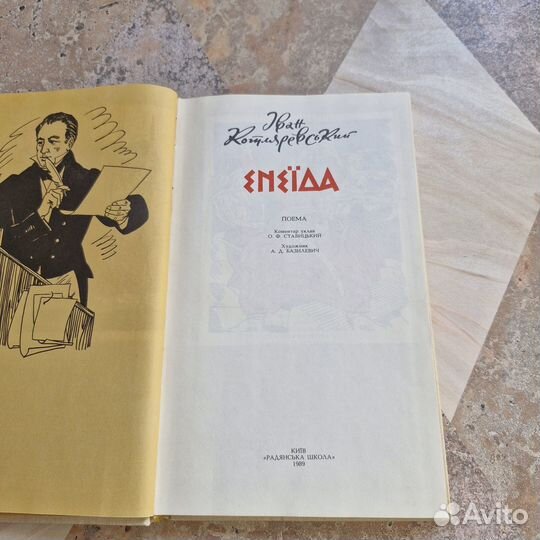 Іван
Котляревський
ЕНЕЇДА
ПОЕМА
Коментар уклав
О. Ф. СТАВИЦЬКИЙ
Художник
А. Д. БАЗИЛЕВИЧ
КИЇВ
«РАДЯНСЬКА ШКОЛА»
1989
Avito